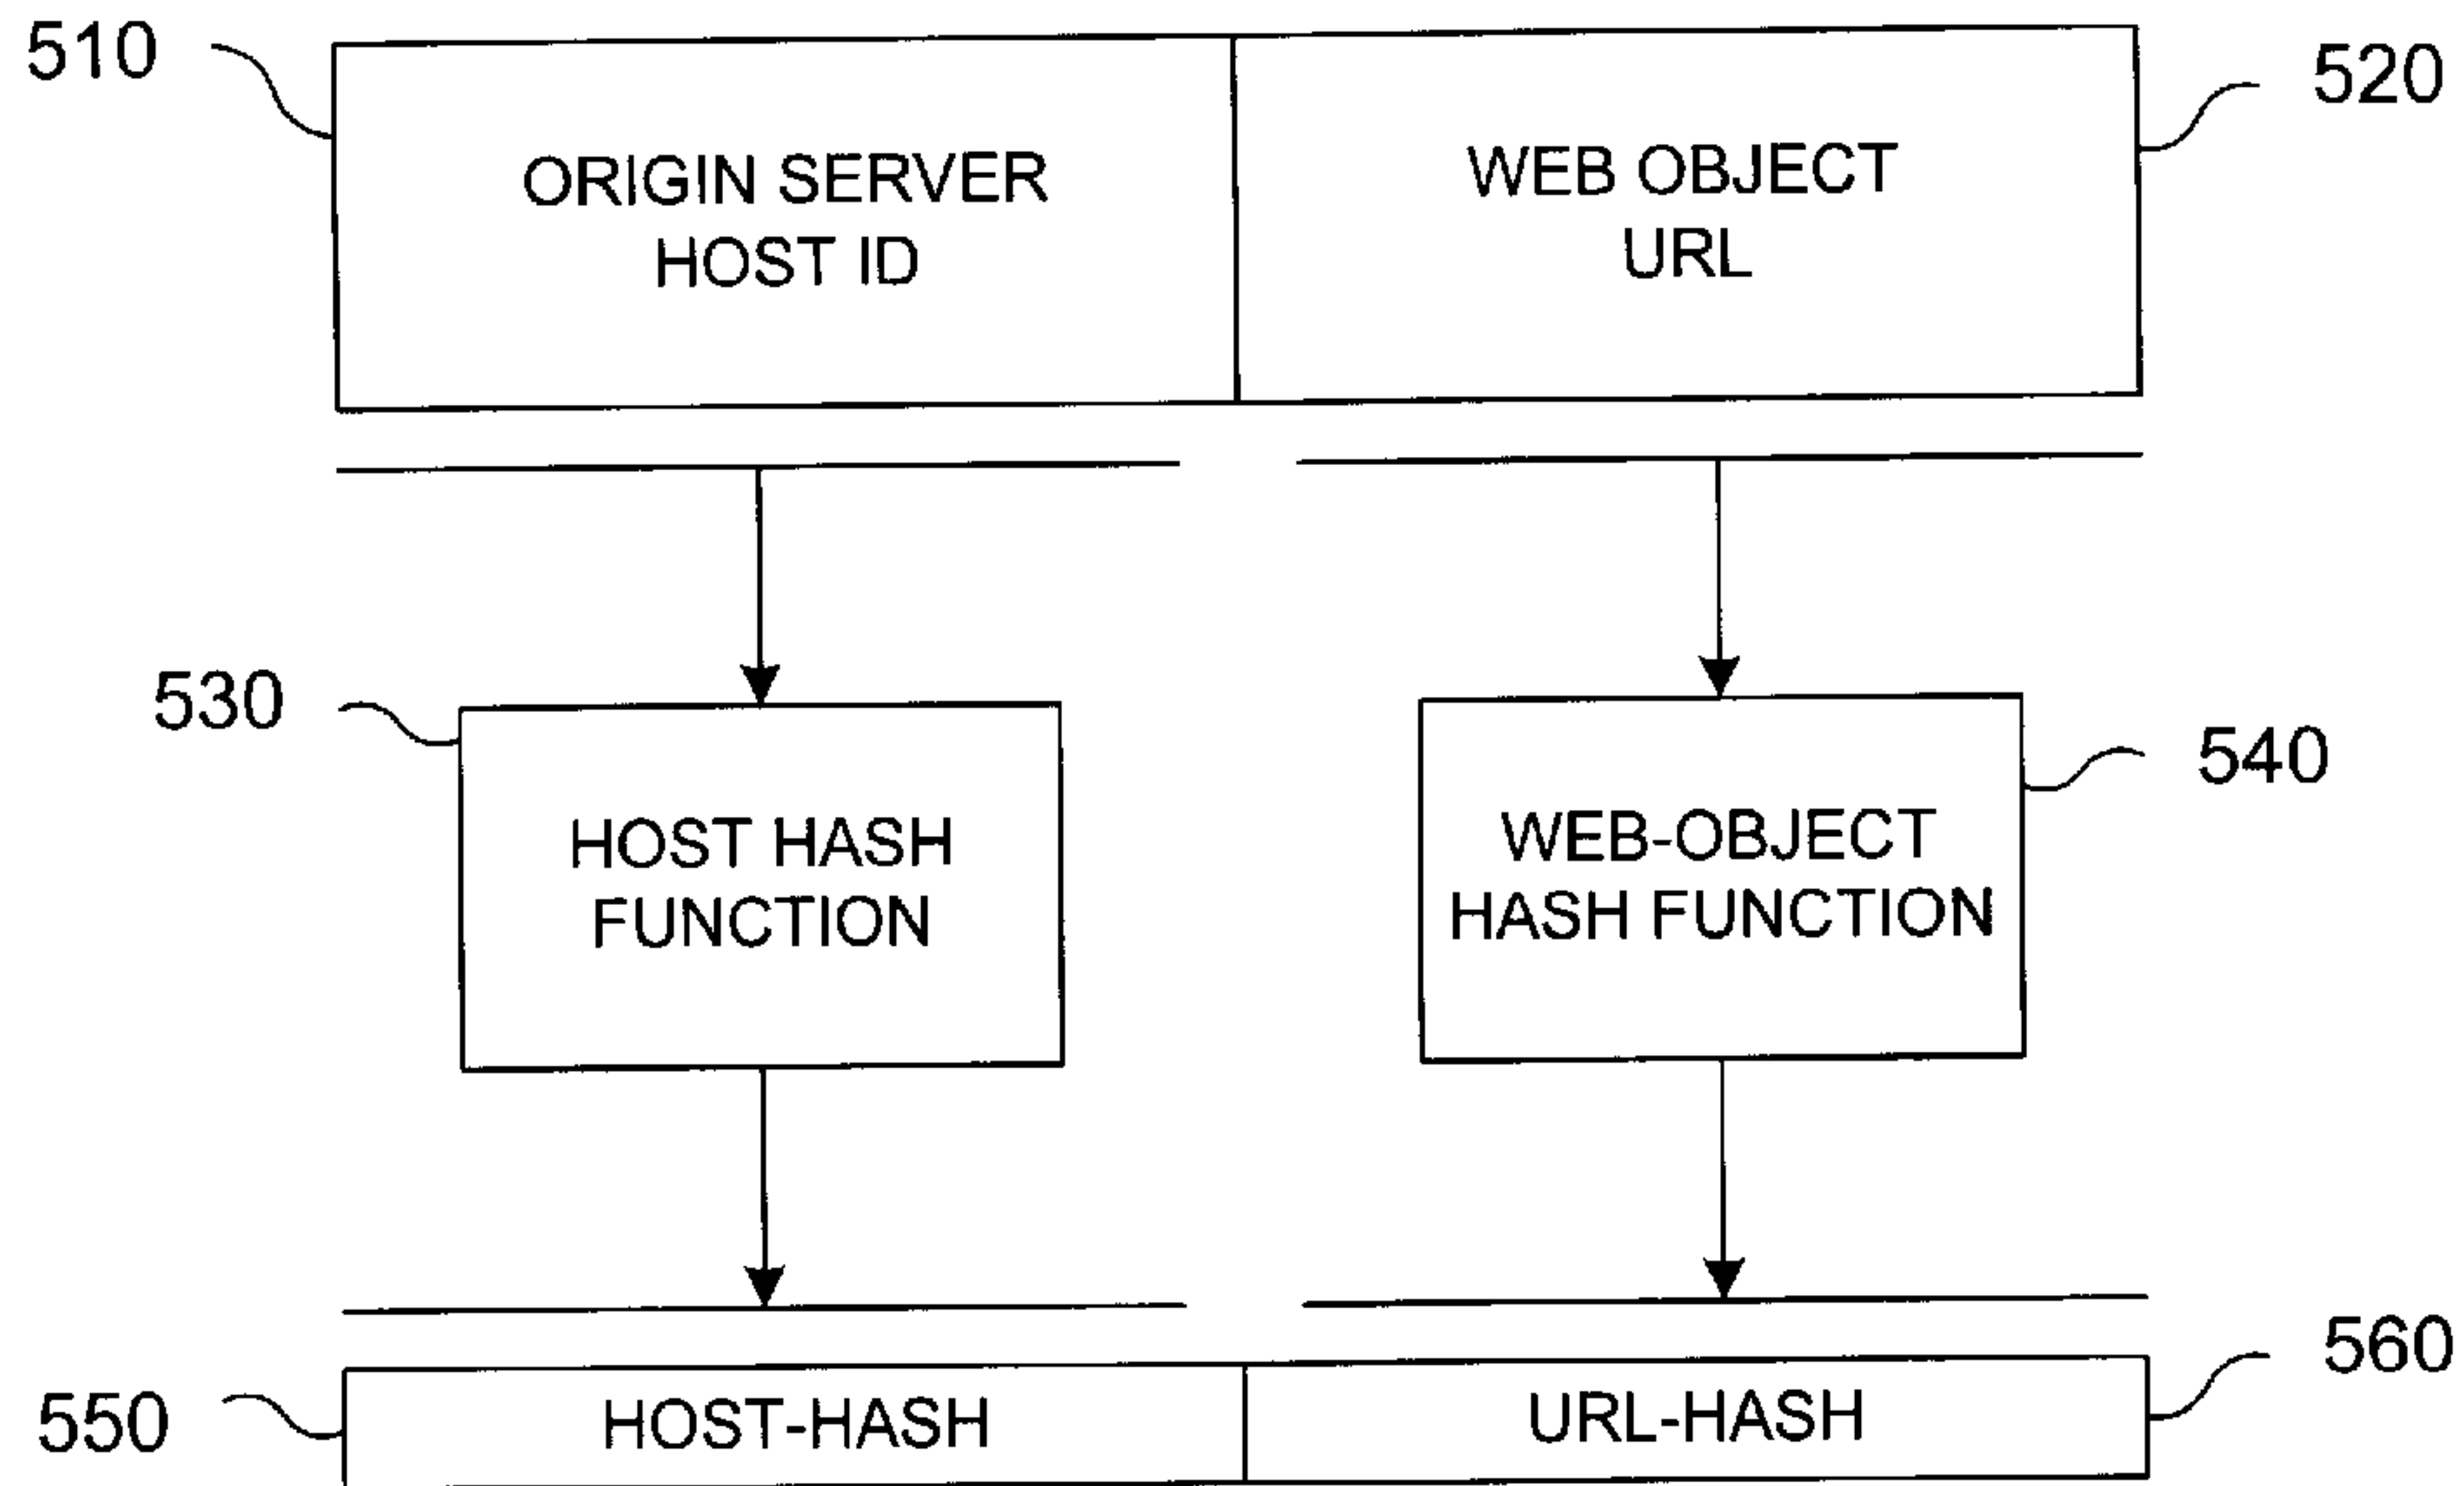 510
520
ORIGIN SERVER
HOST ID
WEB OBJECT
URL
530
540
HOST HASH
FUNCTION
WEB-OBJECT
HASH FUNCTION
550
560
HOST-HASH
URL-HASH